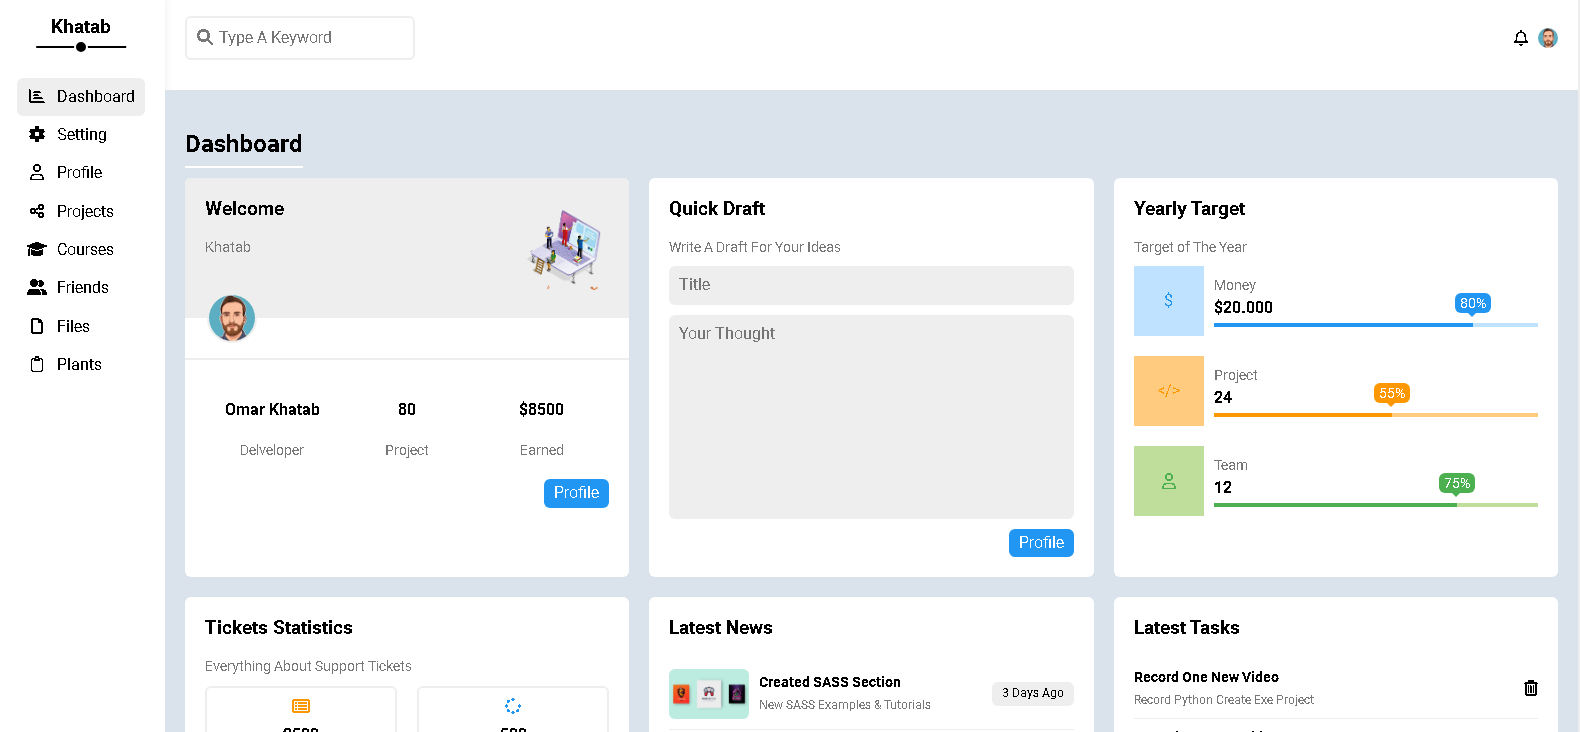 Khatab
Type A Keyword
Dashboard
Setting
Profile
Projects
Courses
Friends
Files
Plants
Dashboard
Welcome
Khatab
Omar Khatab
Delveloper
80
Project
$8500
Earned
Profile
Quick Draft
Write A Draft For Your Ideas
Title
Your Thought
Profile
Yearly Target
Target of The Year
$
Money
$20.000
80%
</>
Project
24
55%
Team
12
75%
Tickets Statistics
Everything About Support Tickets
Latest News
Created SASS Section
New SASS Examples & Tutorials
3 Days Ago
Latest Tasks
Record One New Video
Record Python Create Exe Project